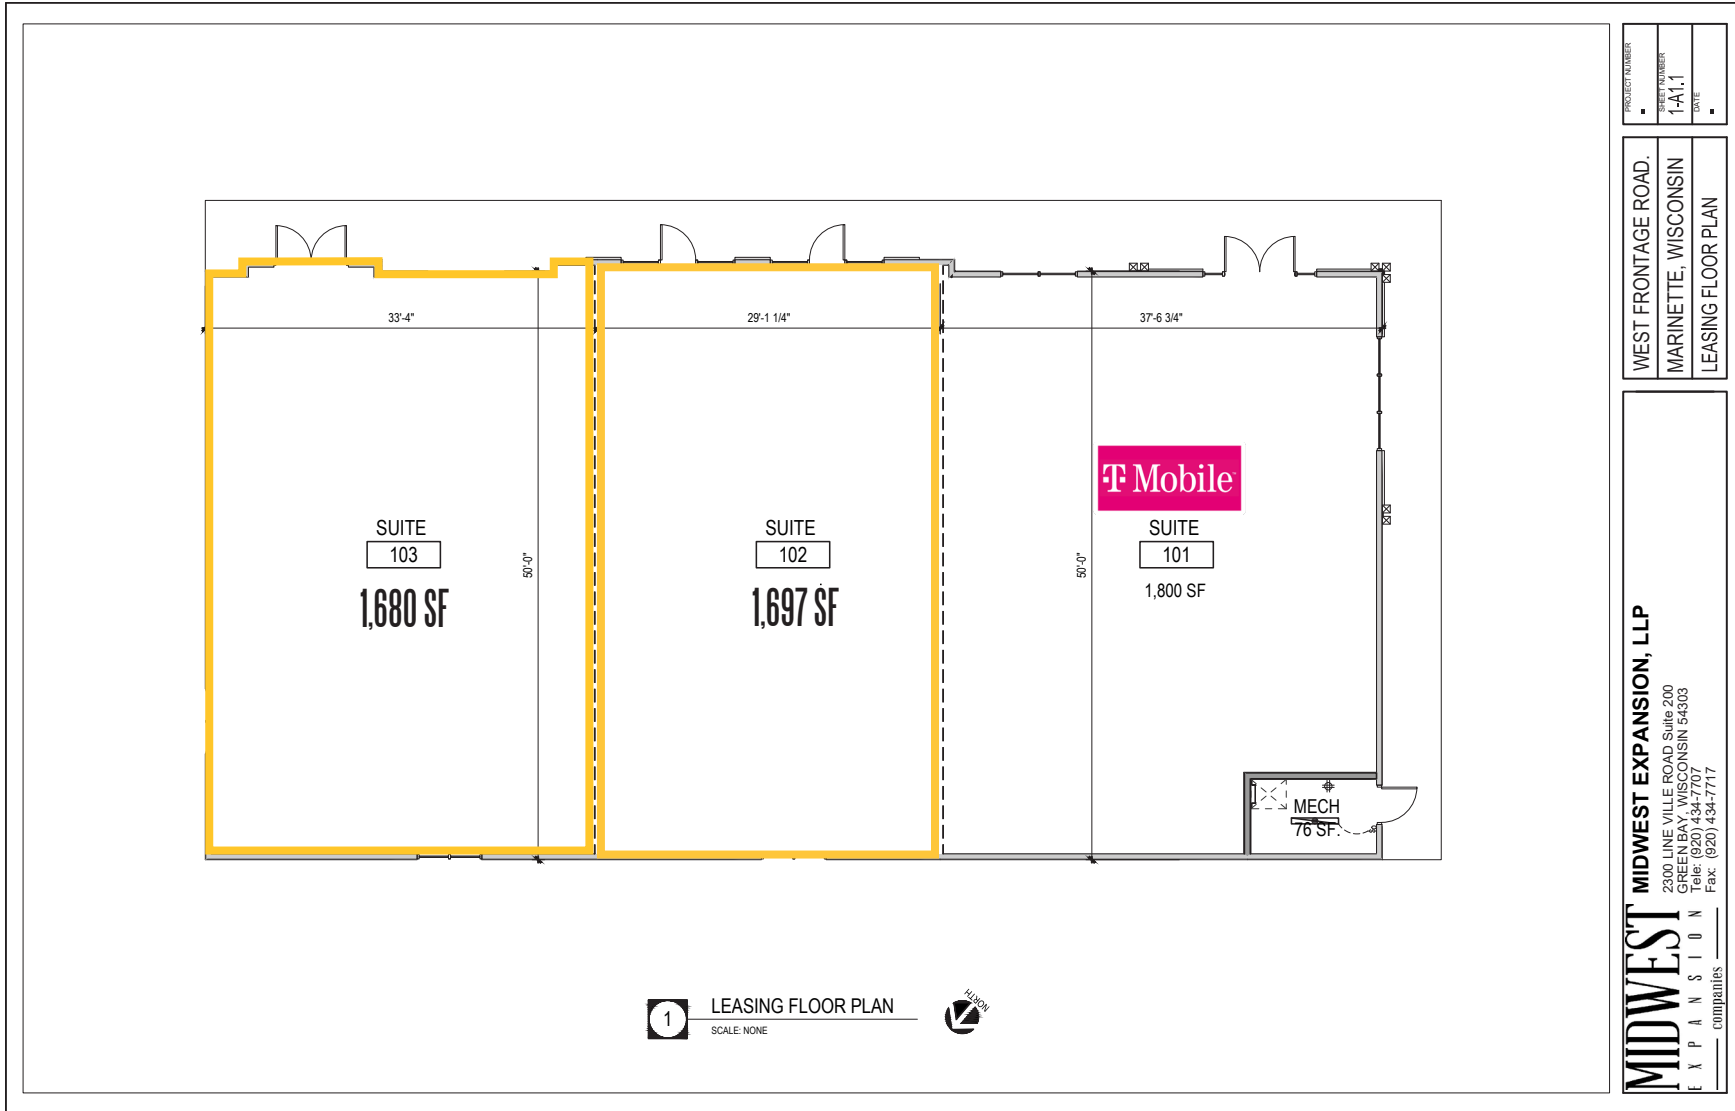 33'-4"
29'-1 1/4"
37'-6 3/4"
T Mobile
SUITE
103
1,680 SF
50'-0"
SUITE
102
1,697 SF
50'-0"
SUITE
101
1,800 SF
MECH
76 SF.
1
LEASING FLOOR PLAN
SCALE: NONE
NORTH
PROJECT NUMBER
SHEET NUMBER
1-A1.1
DATE
WEST FRONTAGE ROAD.
MARINETTE, WISCONSIN
LEASING FLOOR PLAN
MIDWEST EXPANSION, LLP
2300 LINE VILLE ROAD Suite 200
GREEN BAY, WISCONSIN 54303
Tele: (920) 434-7707
Fax: (920) 434-7717
MIDWEST
EXPANSION
companies